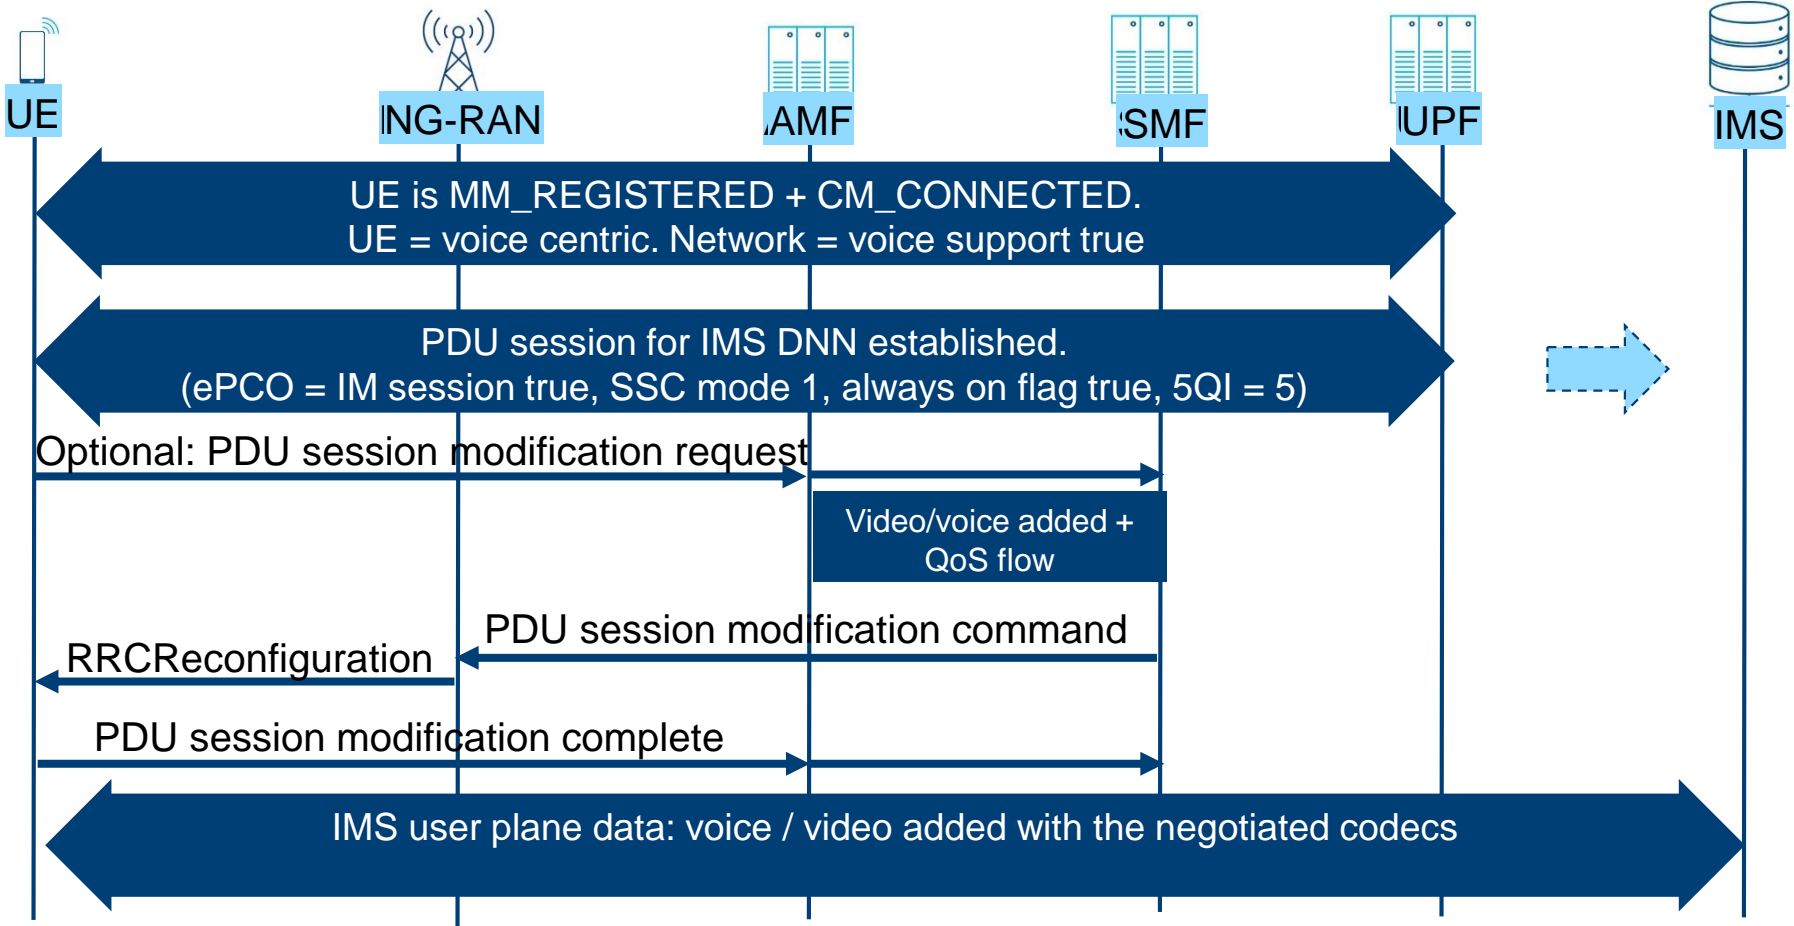 UE
NG-RAN
AMF
SMF
UPF
IMS
UE is MM_REGISTERED + CM_CONNECTED.
UE = voice centric. Network = voice support true
PDU session for IMS DNN established.
(ePCO = IM session true, SSC mode 1, always on flag true, 5QI = 5)
Optional: PDU session modification request
Video/voice added +
QoS flow
PDU session modification command
RRCReconfiguration
PDU session modification complete
IMS user plane data: voice / video added with the negotiated codecs